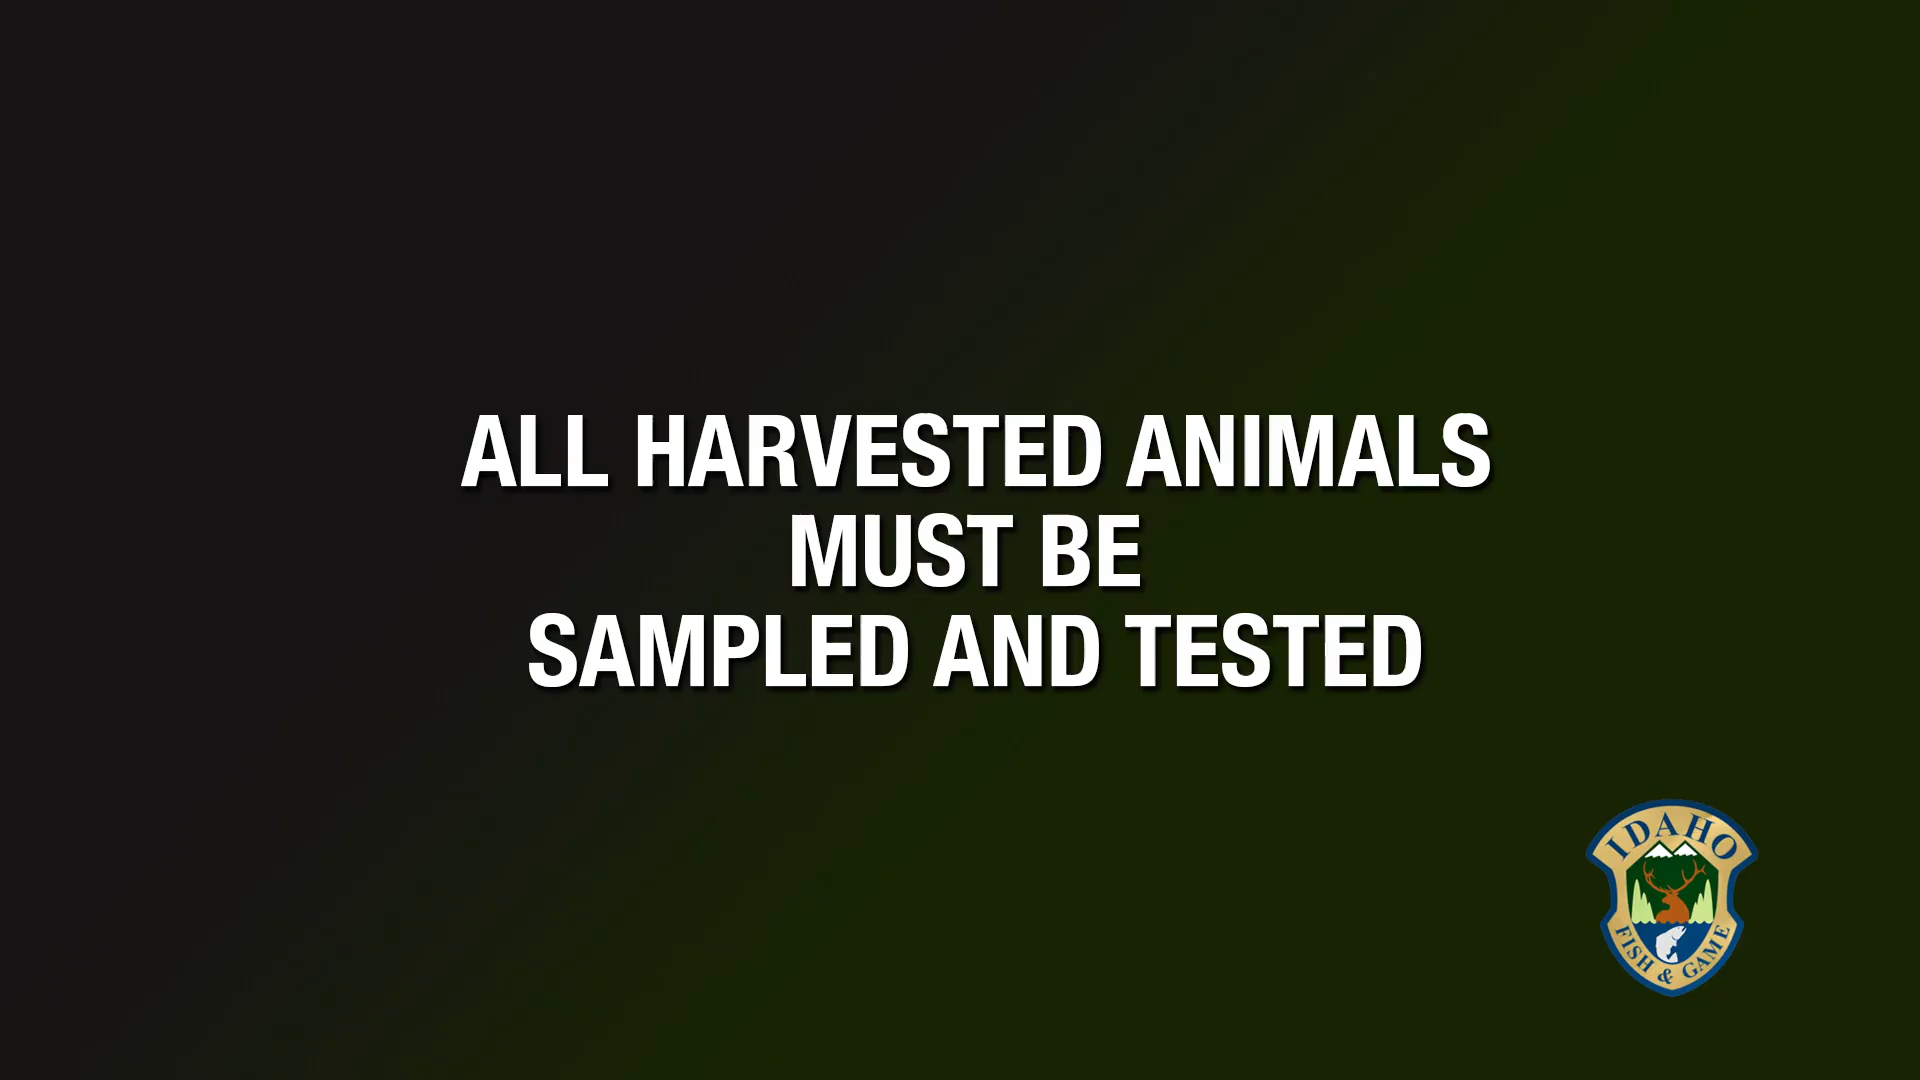 ALL HARVESTED ANIMALS
MUST BE
SAMPLED AND TESTED
IDAHO
FISH & GAME